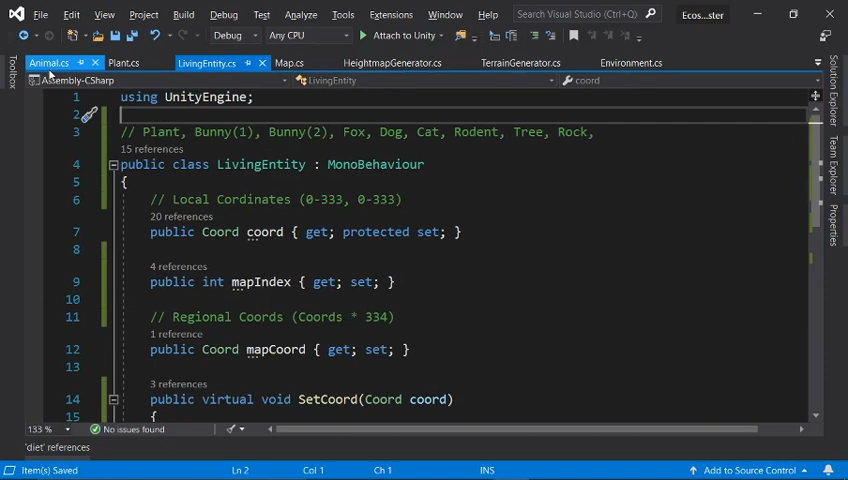 File Edit View Project Build Debug Test Analyze Tools Extensions Window Help Search Visual Studio (Ctrl+Q) Ecos...ster
Debug Any CPU Attach to Unity
Animal.cs Plant.cs LivingEntity.cs Map.cs HeightmapGenerator.cs TerrainGenerator.cs Environment.cs
Assembly-CSharp LivingEntity coord
1 using UnityEngine;
2
3 // Plant, Bunny(1), Bunny(2), Fox, Dog, Cat, Rodent, Tree, Rock,
15 references
4 public class LivingEntity : MonoBehaviour
5 {
6 // Local Cordinates (0-333, 0-333)
20 references
7 public Coord coord { get; protected set; }
8
4 references
9 public int mapIndex { get; set; }
10
11 // Regional Coords (Coords * 334)
1 reference
12 public Coord mapCoord { get; set; }
13
3 references
14 public virtual void SetCoord(Coord coord)
15 {
133 % No issues found
'diet' references
Item(s) Saved Ln 2 Col 1 Ch 1 INS Add to Source Control
Toolbox
Solution Explorer
Team Explorer
Properties